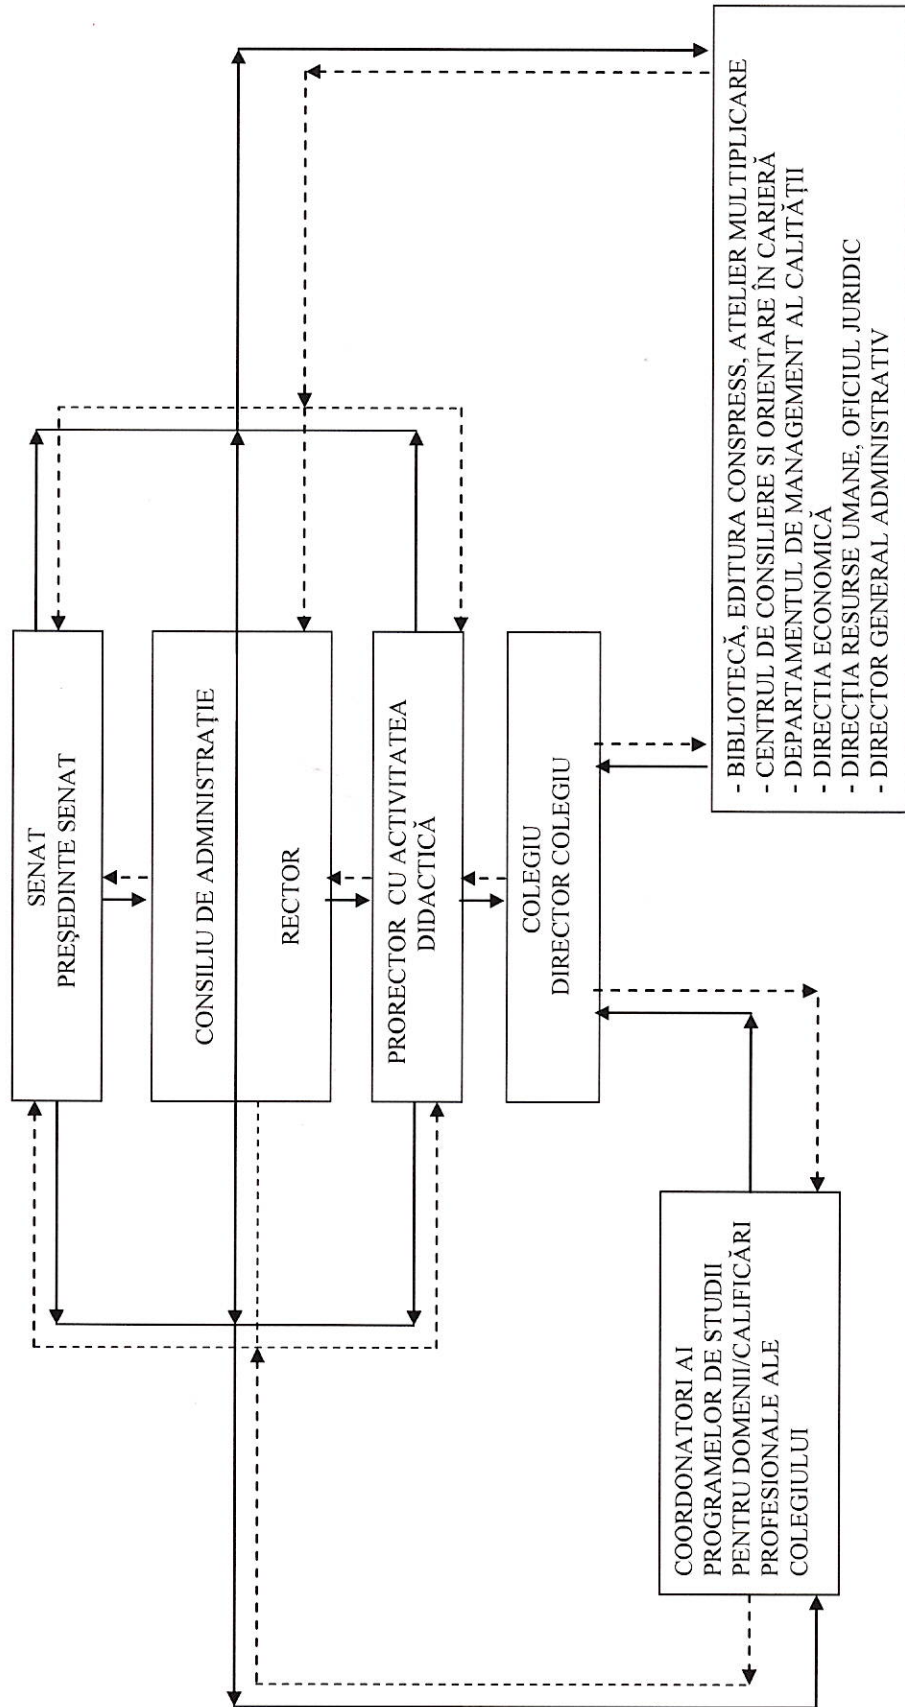 SENAT
PREȘEDINTE SENAT
CONSILIU DE ADMINISTRAȚIE
RECTOR
PRORECTOR CU ACTIVITATEA
DIDACTICĂ
COLEGIU
DIRECTOR COLEGIU
COORDONATORI AI
PROGRAMELOR DE STUDII
PENTRU DOMENII/CALIFICĂRI
PROFESIONALE ALE
COLEGIULUI
- BIBLIOTECĂ, EDITURA CONSPRESS, ATELIER MULTIPLICARE
- CENTRUL DE CONSILIERE SI ORIENTARE ÎN CARIERĂ
- DEPARTAMENTUL DE MANAGEMENT AL CALITĂȚII
- DIRECTIA ECONOMICĂ
- DIRECȚIA RESURSE UMANE, OFICIUL JURIDIC
- DIRECTOR GENERAL ADMINISTRATIV